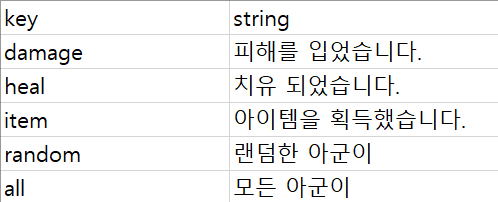 key string
damage 피해를 입었습니다.
heal 치유 되었습니다.
item 아이템을 획득했습니다.
random 랜덤한 아군이
all 모든 아군이